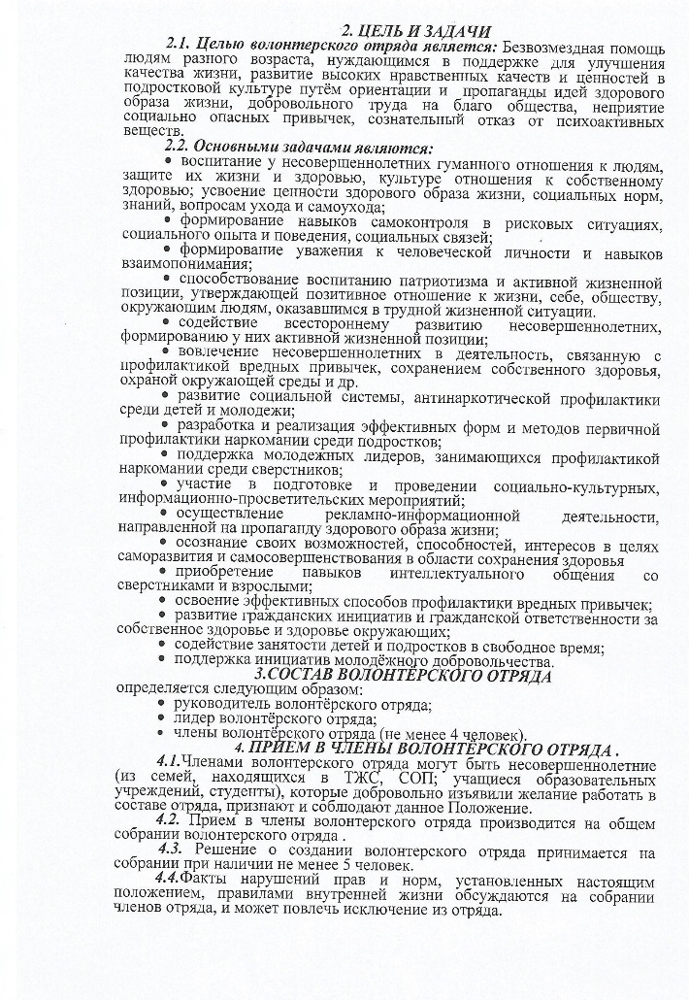 2. ЦЕЛЬ И ЗАДАЧИ
2.1. Целью волонтерского отряда является: Безвозмездная помощь
людям разного возраста, нуждающимся в поддержке для улучшения
качества жизни, развитие высоких нравственных качеств и ценностей в
подростковой культуре путём ориентации и пропаганды идей здорового
образа жизни, добровольного труда на благо общества, неприятие
социально опасных привычек, сознательный отказ от психоактивных
веществ.
2.2. Основными задачами являются:
• воспитание у несовершеннолетних гуманного отношения к людям,
защите их жизни и здоровью, культуре отношения к собственному
здоровью; усвоение ценности здорового образа жизни, социальных норм,
знаний, вопросам ухода и самоухода;
• формирование навыков самоконтроля в рисковых ситуациях,
социального опыта и поведения, социальных связей;
• формирование уважения к человеческой личности и навыков
взаимопонимания;
• способствование воспитанию патриотизма и активной жизненной
позиции, утверждающей позитивное отношение к жизни, себе, обществу,
окружающим людям, оказавшимся в трудной жизненной ситуации.
• содействие всестороннему развитию несовершеннолетних,
формированию у них активной жизненной позиции;
• вовлечение несовершеннолетних в деятельность, связанную с
профилактикой вредных привычек, сохранением собственного здоровья,
охраной окружающей среды и др.
• развитие социальной системы, антинаркотической профилактики
среди детей и молодежи;
• разработка и реализация эффективных форм и методов первичной
профилактики наркомании среди подростков;
• поддержка молодежных лидеров, занимающихся профилактикой
наркомании среди сверстников;
• участие в подготовке и проведении социально-культурных,
информационно-просветительских мероприятий;
• осуществление рекламно-информационной деятельности,
направленной на пропаганду здорового образа жизни;
• осознание своих возможностей, способностей, интересов в целях
саморазвития и самосовершенствования в области сохранения здоровья
• приобретение навыков интеллектуального общения со
сверстниками и взрослыми;
• освоение эффективных способов профилактики вредных привычек;
• развитие гражданских инициатив и гражданской ответственности за
собственное здоровье и здоровье окружающих;
• содействие занятости детей и подростков в свободное время;
• поддержка инициатив молодёжного добровольчества.
3.СОСТАВ ВОЛОНТЁРСКОГО ОТРЯДА
определяется следующим образом:
• руководитель волонтёрского отряда;
• лидер волонтёрского отряда;
• члены волонтёрского отряда (не менее 4 человек).
4. ПРИЕМ В ЧЛЕНЫ ВОЛОНТЁРСКОГО ОТРЯДА .
4.1.Членами волонтерского отряда могут быть несовершеннолетние
(из семей, находящихся в ТЖС, СОП; учащиеся образовательных
учреждений, студенты), которые добровольно изъявили желание работать в
составе отряда, признают и соблюдают данное Положение.
4.2. Прием в члены волонтерского отряда производится на общем
собрании волонтерского отряда .
4.3. Решение о создании волонтерского отряда принимается на
собрании при наличии не менее 5 человек.
4.4.Факты нарушений прав и норм, установленных настоящим
положением, правилами внутренней жизни обсуждаются на собрании
членов отряда, и может повлечь исключение из отряда.